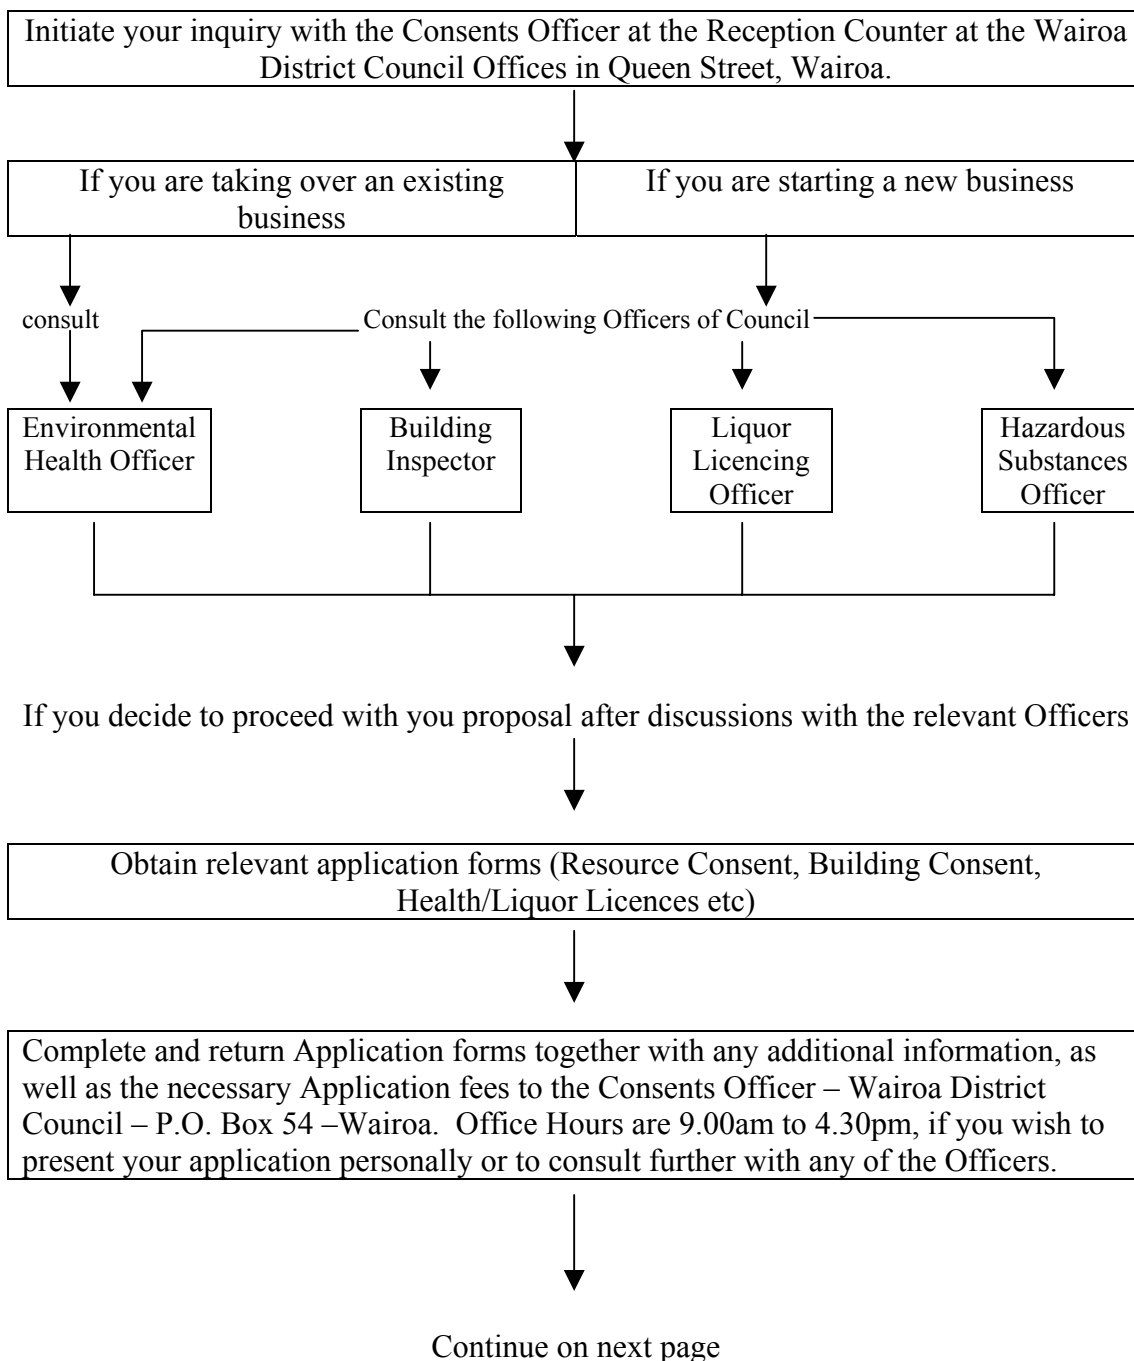 Initiate your inquiry with the Consents Officer at the Reception Counter at the Wairoa
District Council Offices in Queen Street, Wairoa.
If you are taking over an existing
business
If you are starting a new business
consult
Consult the following Officers of Council
Environmental
Health Officer
Building
Inspector
Liquor
Licencing
Officer
Hazardous
Substances
Officer
If you decide to proceed with you proposal after discussions with the relevant Officers
Obtain relevant application forms (Resource Consent, Building Consent,
Health/Liquor Licences etc)
Complete and return Application forms together with any additional information, as
well as the necessary Application fees to the Consents Officer – Wairoa District
Council – P.O. Box 54 –Wairoa.  Office Hours are 9.00am to 4.30pm, if you wish to
present your application personally or to consult further with any of the Officers.
Continue on next page